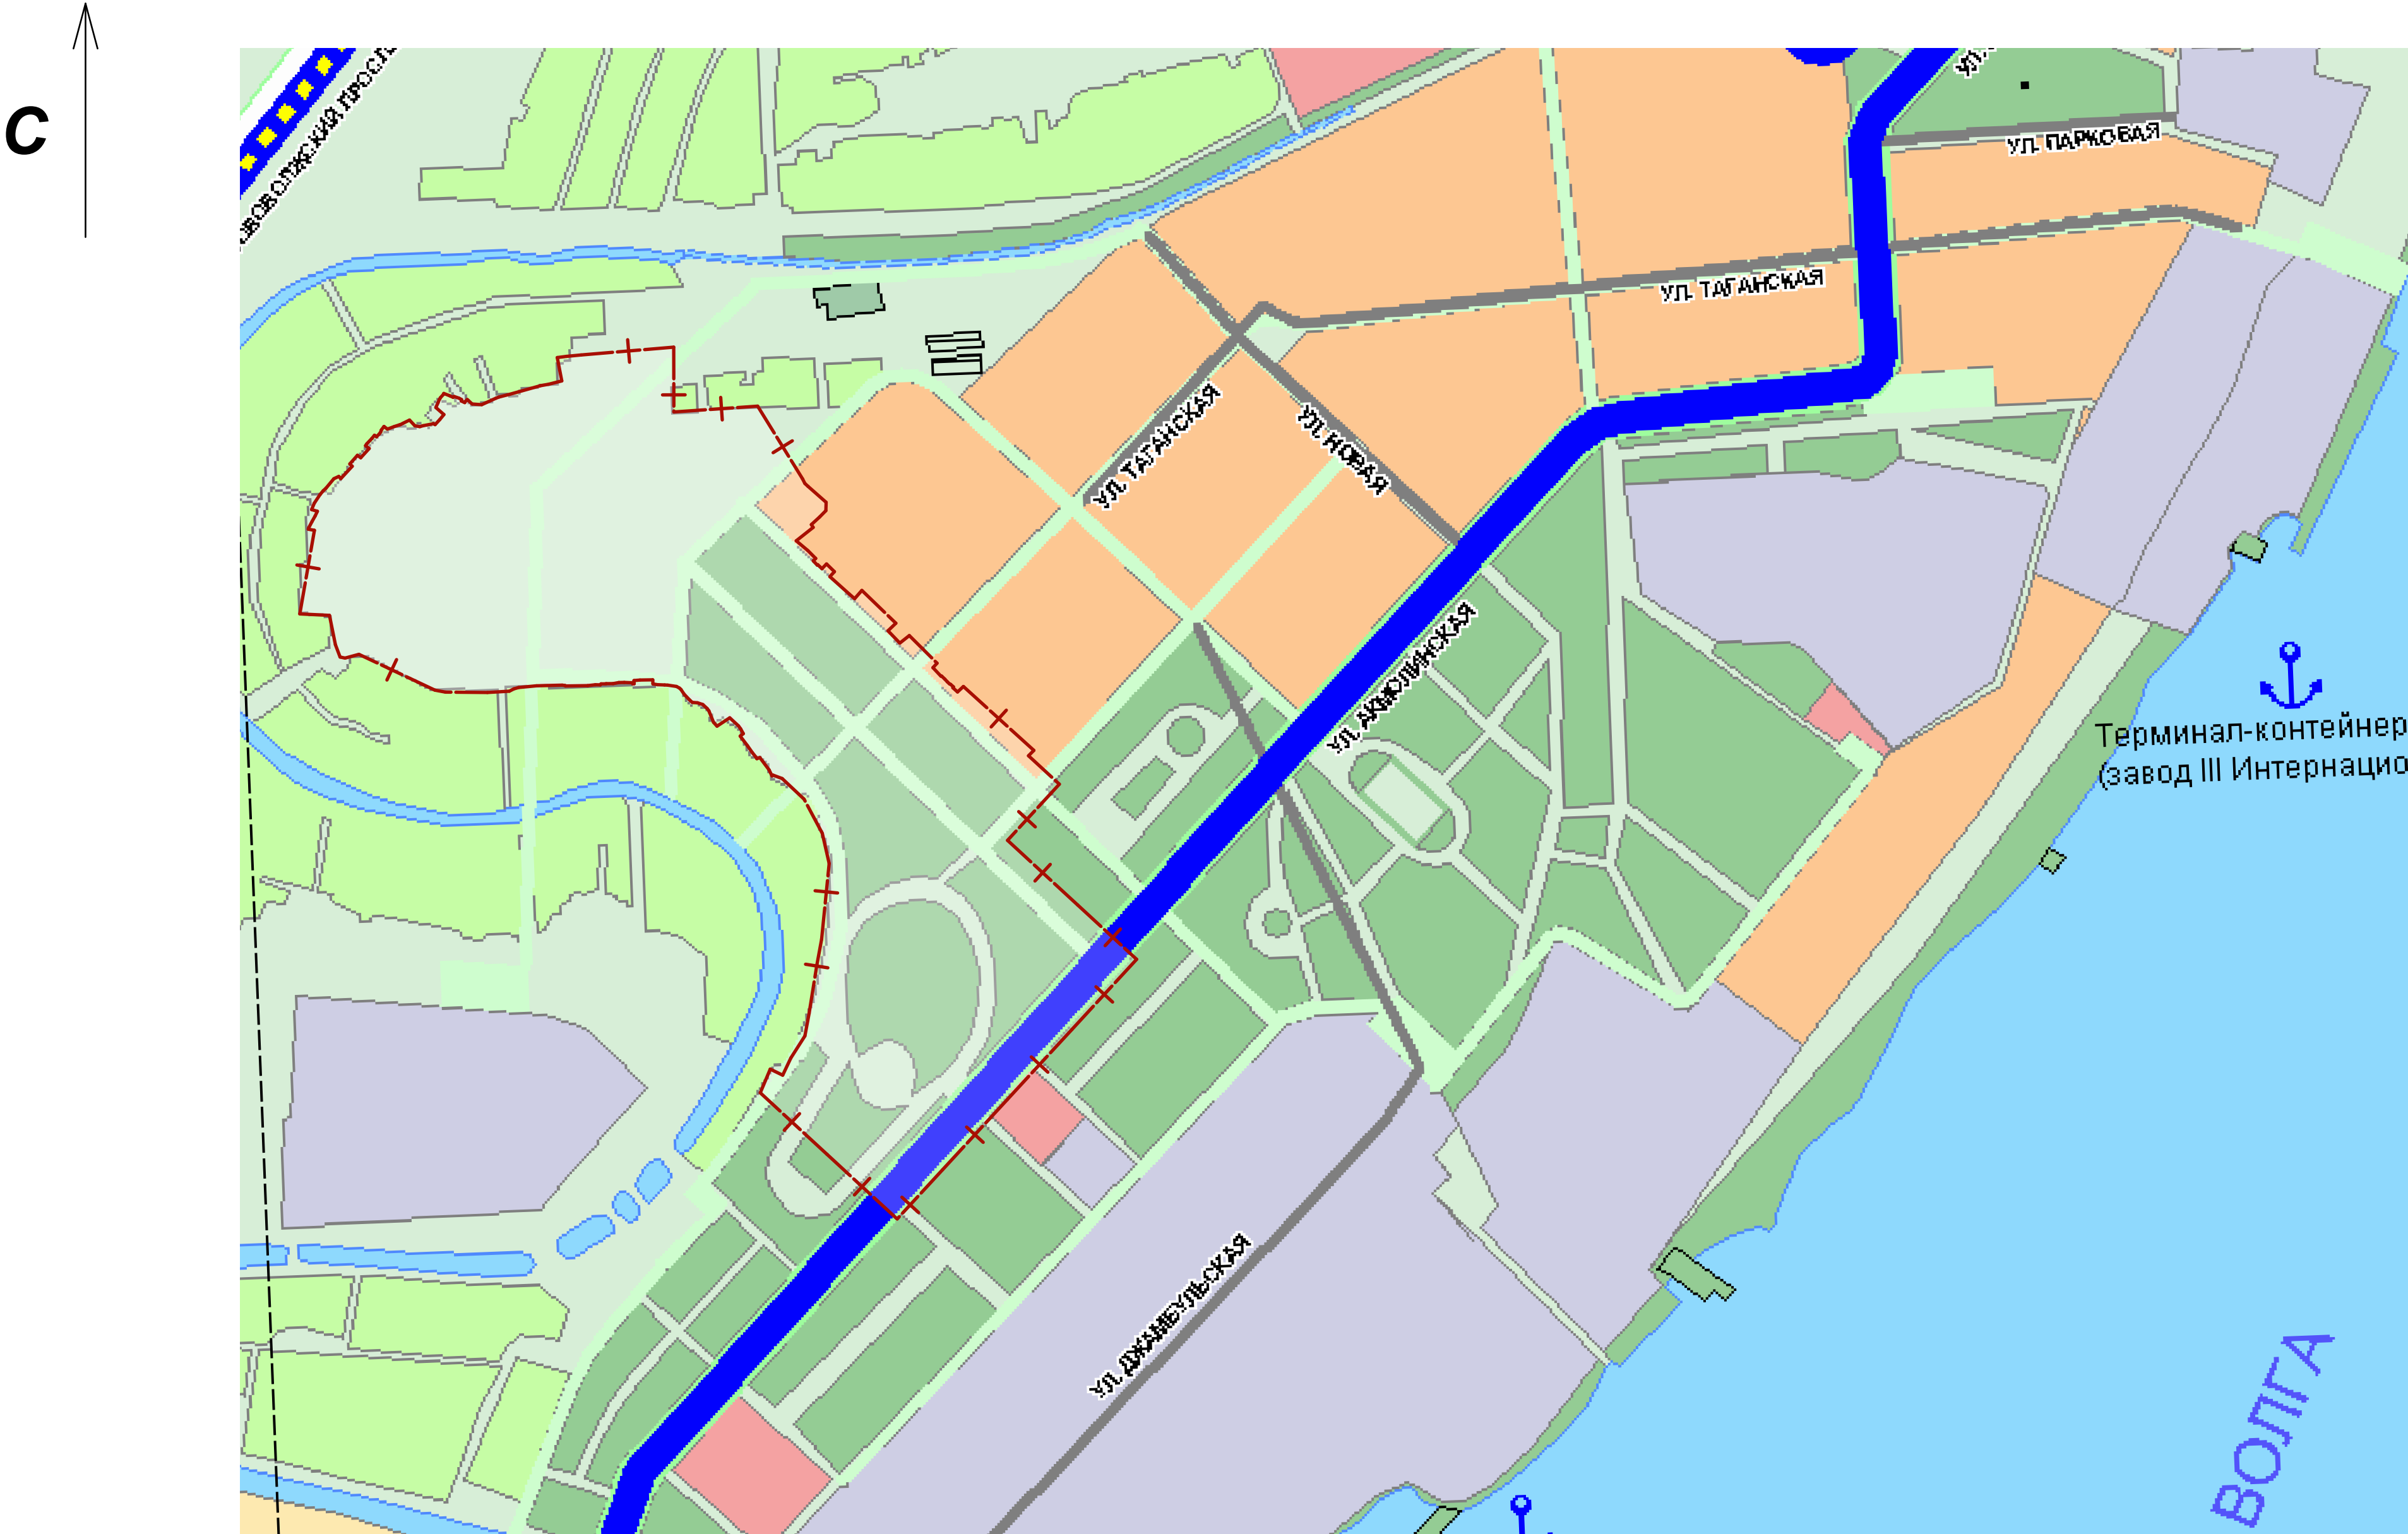 С
УЛ. ПАРКОВАЯ
УЛ. ТАГАНСКАЯ
УЛ. ТАГАНСКАЯ
УЛ. НОВАЯ
УЛ. АКМОЛИНСКАЯ
Терминал-контейнер
(завод III Интернацио
УЛ. ДЖАМБУЛЬСКАЯ
ВОЛГА